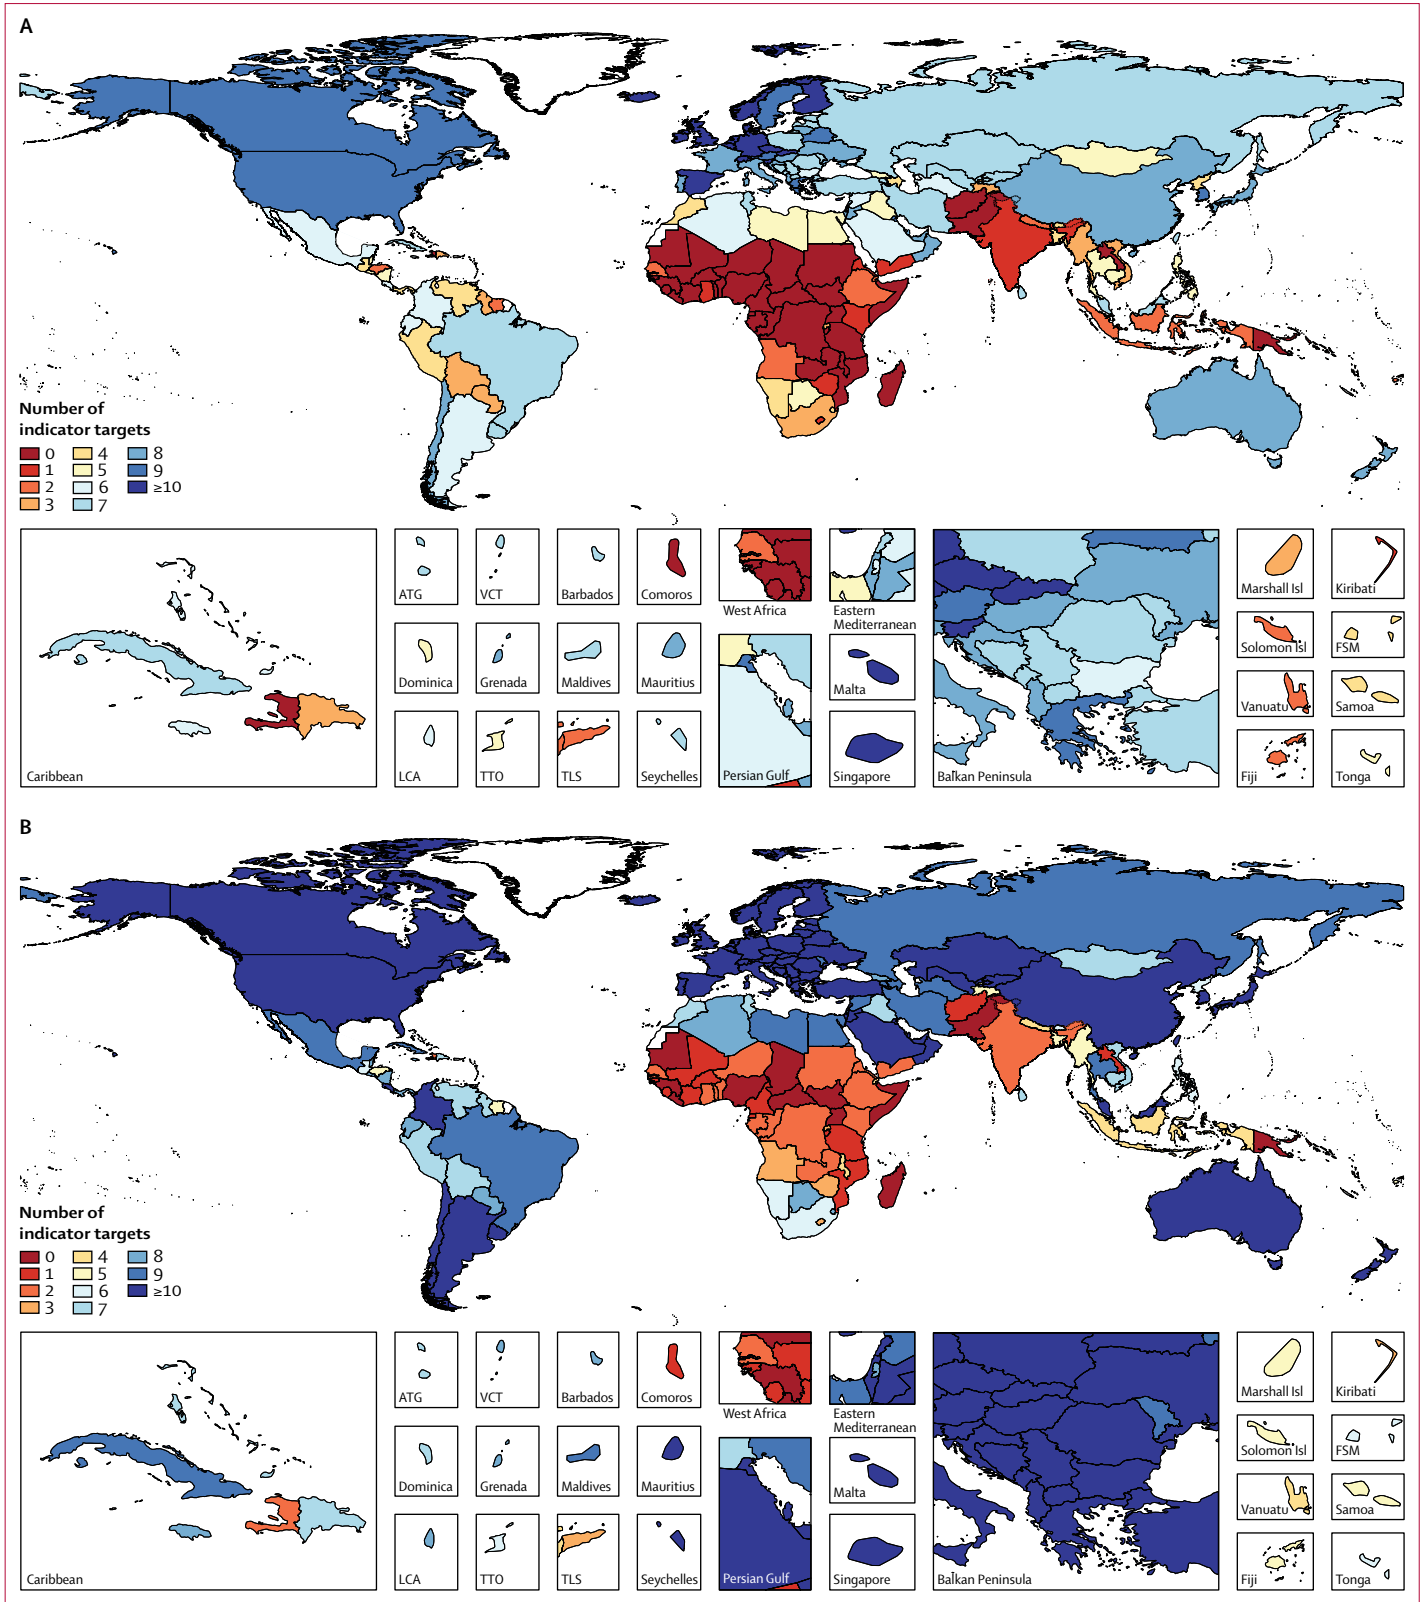 A
Number of
indicator targets
0 4 8
1 5 9
2 6 ≥10
3 7
ATG VCT Barbados Comoros West Africa Eastern
Mediterranean
Marshall Isl Kiribati
Dominica Grenada Maldives Mauritius Malta
Solomon Isl FSM
Vanuatu Samoa
Caribbean LCA TTO TLS Seychelles Persian Gulf Singapore Balkan Peninsula Fiji Tonga
B
Number of
indicator targets
0 4 8
1 5 9
2 6 ≥10
3 7
ATG VCT Barbados Comoros West Africa Eastern
Mediterranean
Marshall Isl Kiribati
Dominica Grenada Maldives Mauritius Malta
Solomon Isl FSM
Vanuatu Samoa
Caribbean LCA TTO TLS Seychelles Persian Gulf Singapore Balkan Peninsula Fiji Tonga